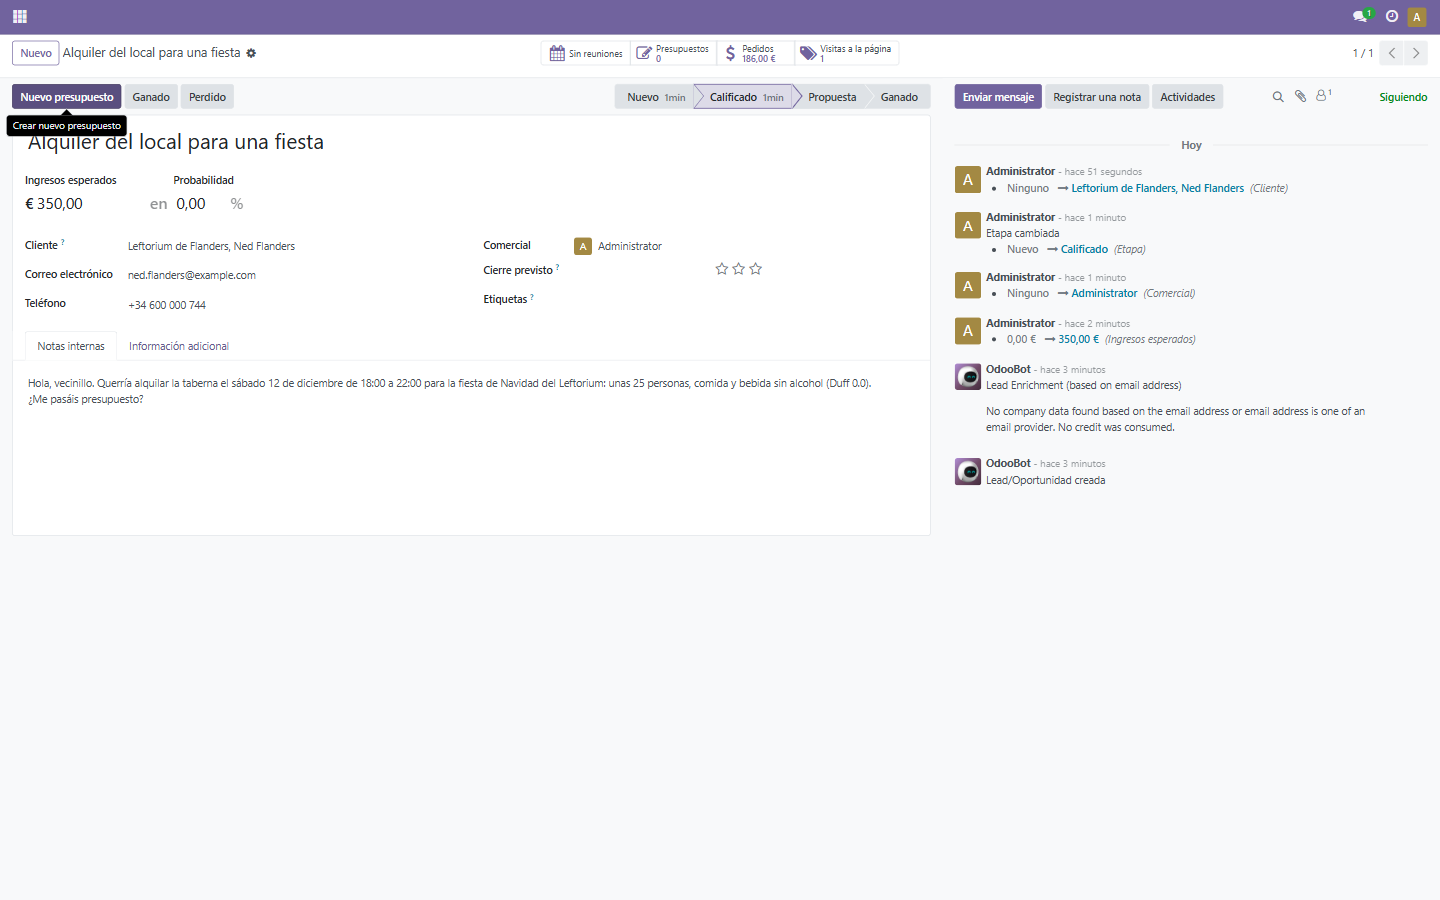 1
A
Nuevo
Alquiler del local para una fiesta
Sin reuniones
Presupuestos
0
Pedidos
186,00 €
Visitas a la página
1
1 / 1
Nuevo presupuesto
Ganado
Perdido
Nuevo 1min
Calificado 1min
Propuesta
Ganado
Enviar mensaje
Registrar una nota
Actividades
1
Siguiendo
Crear nuevo presupuesto
Alquiler del local para una fiesta
Ingresos esperados
Probabilidad
€ 350,00
en 0,00 %
Cliente ?
Leftorium de Flanders, Ned Flanders
Correo electrónico
ned.flanders@example.com
Teléfono
+34 600 000 744
Comercial
A Administrator
Cierre previsto ?
Etiquetas ?
Notas internas
Información adicional
Hola, vecinillo. Querría alquilar la taberna el sábado 12 de diciembre de 18:00 a 22:00 para la fiesta de Navidad del Leftorium: unas 25 personas, comida y bebida sin alcohol (Duff 0.0).
¿Me pasáis presupuesto?
Hoy
A
Administrator - hace 51 segundos
Ninguno → Leftorium de Flanders, Ned Flanders (Cliente)
A
Administrator - hace 1 minuto
Etapa cambiada
Nuevo → Calificado (Etapa)
A
Administrator - hace 1 minuto
Ninguno → Administrator (Comercial)
A
Administrator - hace 2 minutos
0,00 € → 350,00 € (Ingresos esperados)
OdooBot - hace 3 minutos
Lead Enrichment (based on email address)
No company data found based on the email address or email address is one of an
email provider. No credit was consumed.
OdooBot - hace 3 minutos
Lead/Oportunidad creada